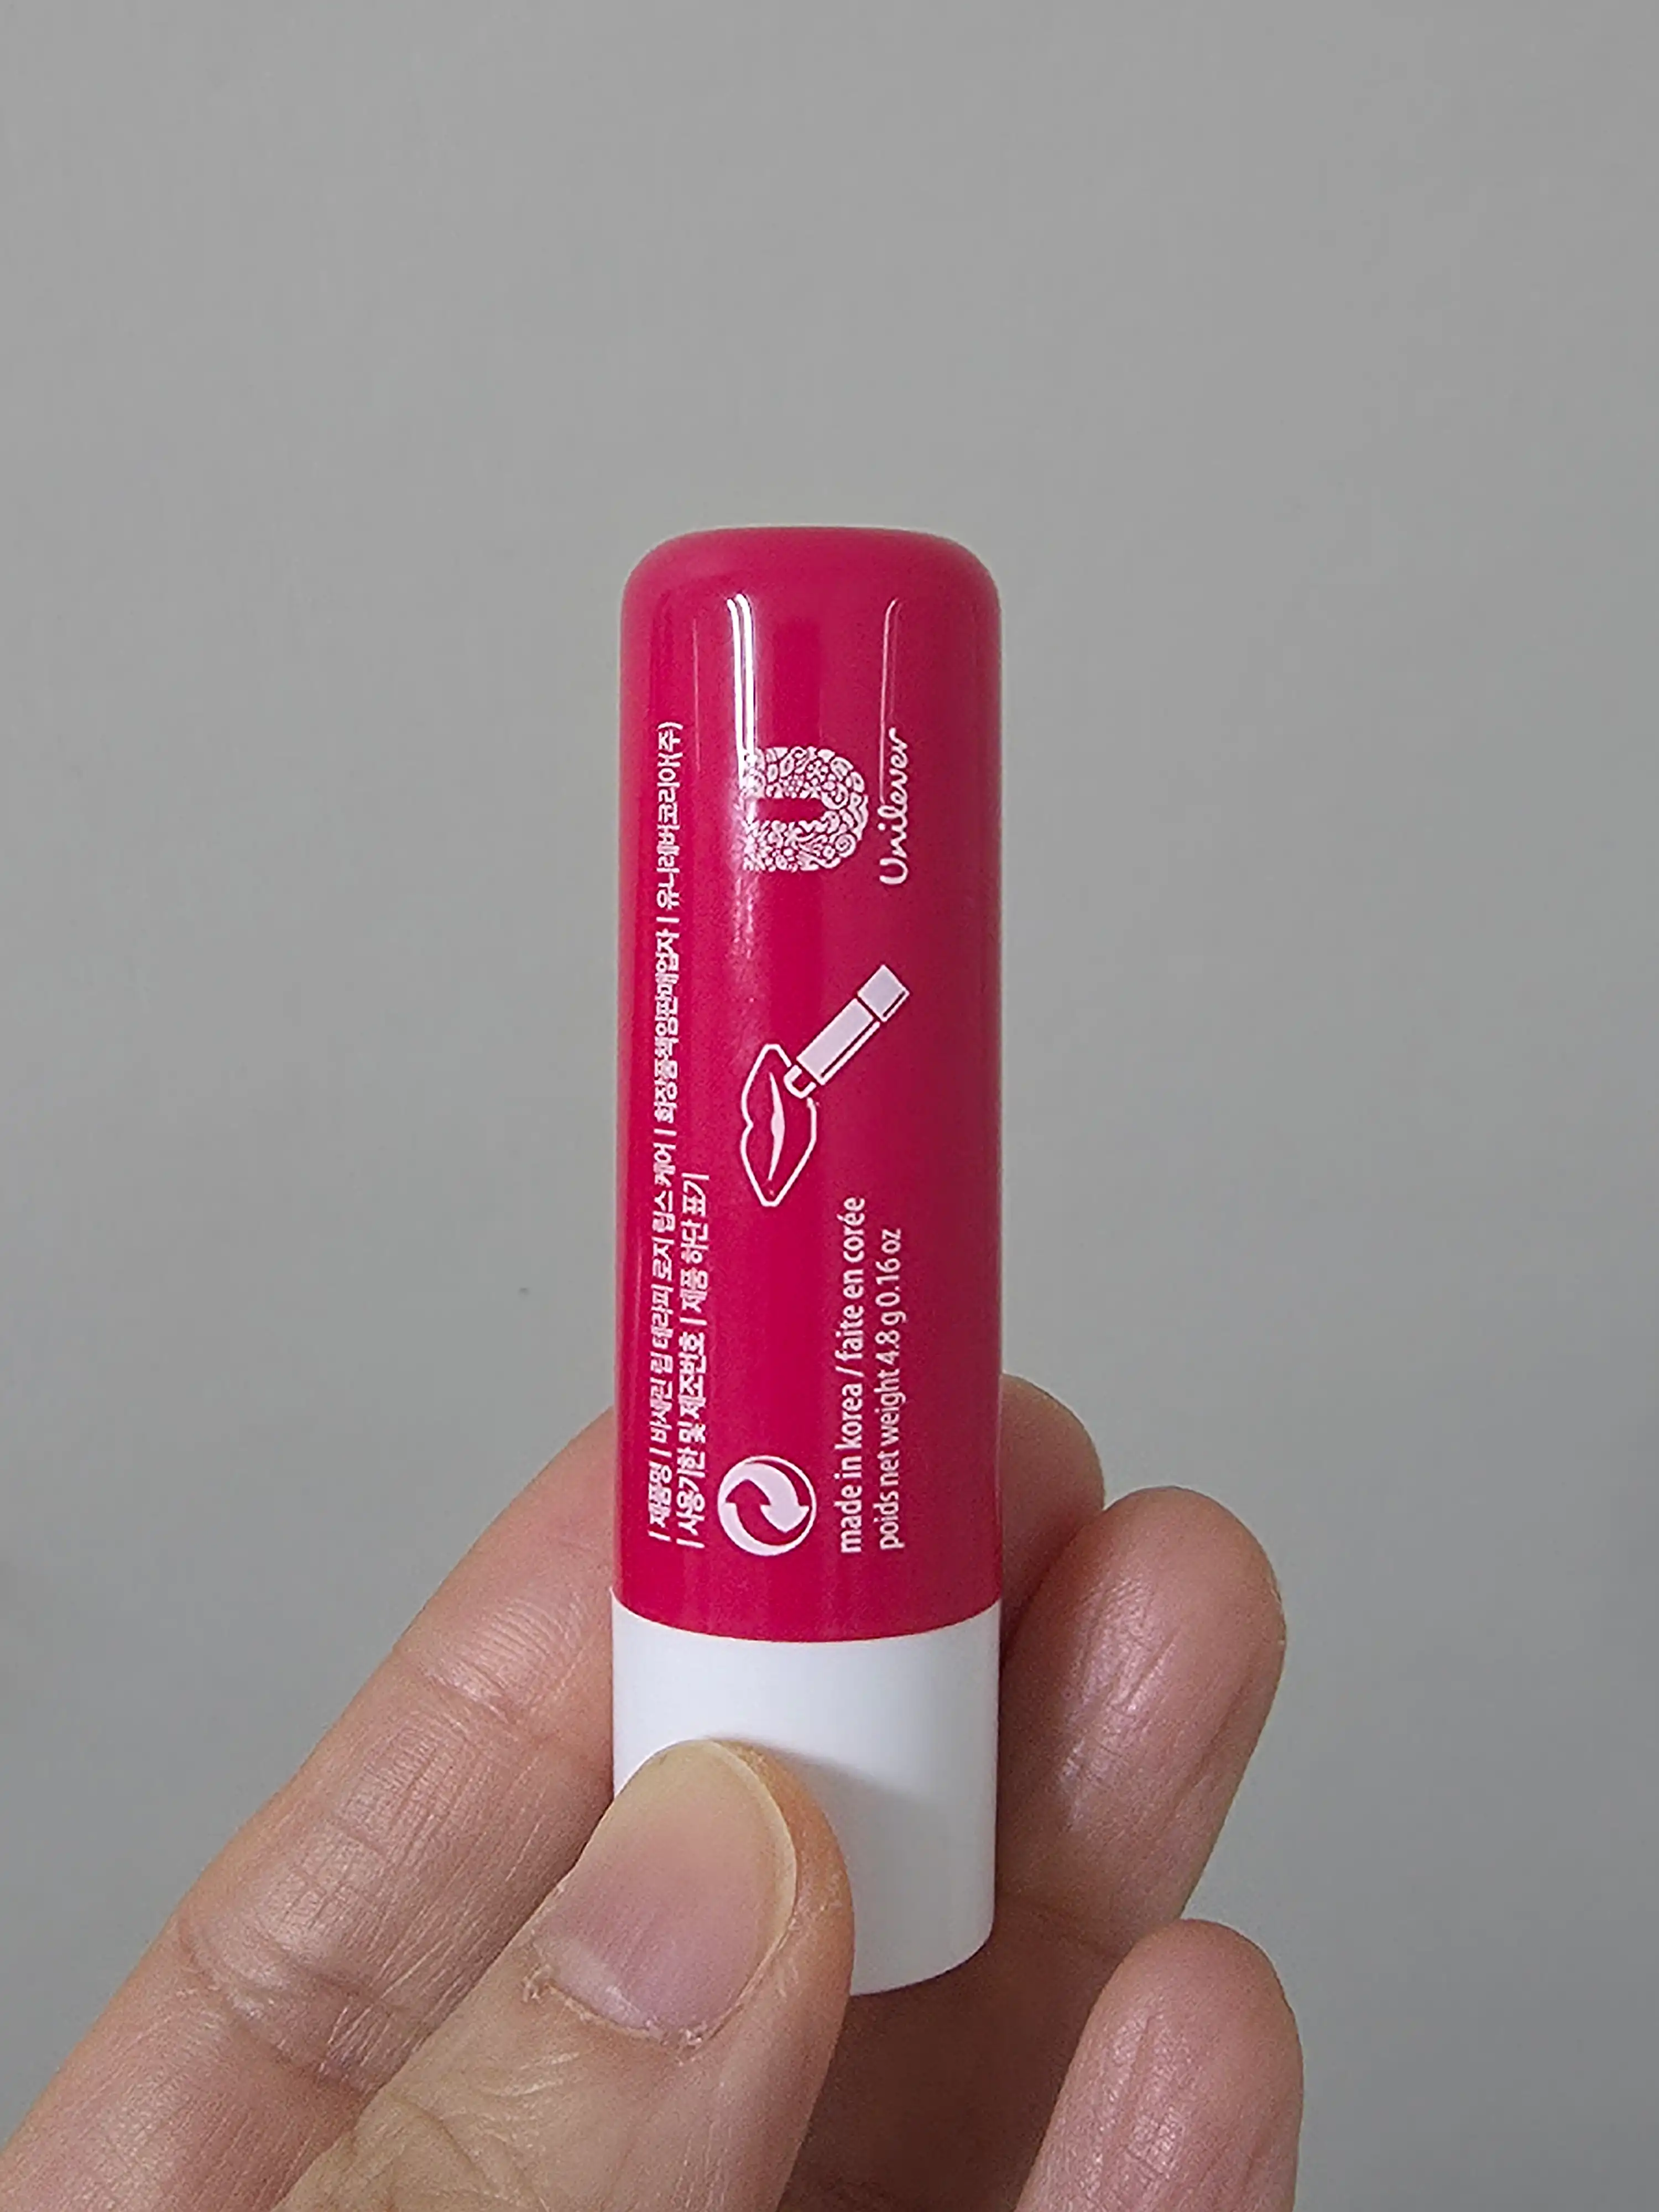 | 제품명 | 바세린 립 테라피 로지 립스 케어 | 화장품책임판매업자 | 유니레버코리아(주)
| 사용기한 및 제조번호 | 제품 하단 표기
made in korea / faite en corée
poids net weight 4.8 g 0.16 oz
Unilever